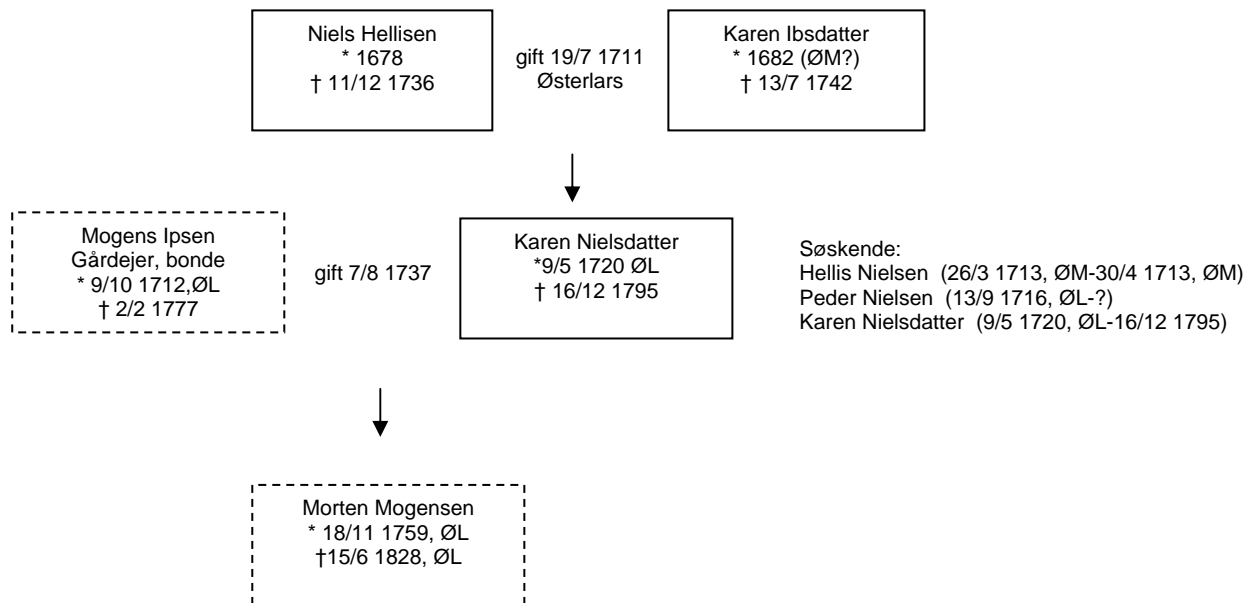 Niels Hellisen
* 1678
† 11/12 1736
gift 19/7 1711
Østerlars
Karen Ibsdatter
* 1682 (ØM?)
† 13/7 1742
Mogens Ipsen
Gårdejer, bonde
* 9/10 1712,ØL
† 2/2 1777
gift 7/8 1737
Karen Nielsdatter
*9/5 1720 ØL
† 16/12 1795
Søskende:
Hellis Nielsen (26/3 1713, ØM-30/4 1713, ØM)
Peder Nielsen (13/9 1716, ØL-?)
Karen Nielsdatter (9/5 1720, ØL-16/12 1795)
Morten Mogensen
* 18/11 1759, ØL
†15/6 1828, ØL